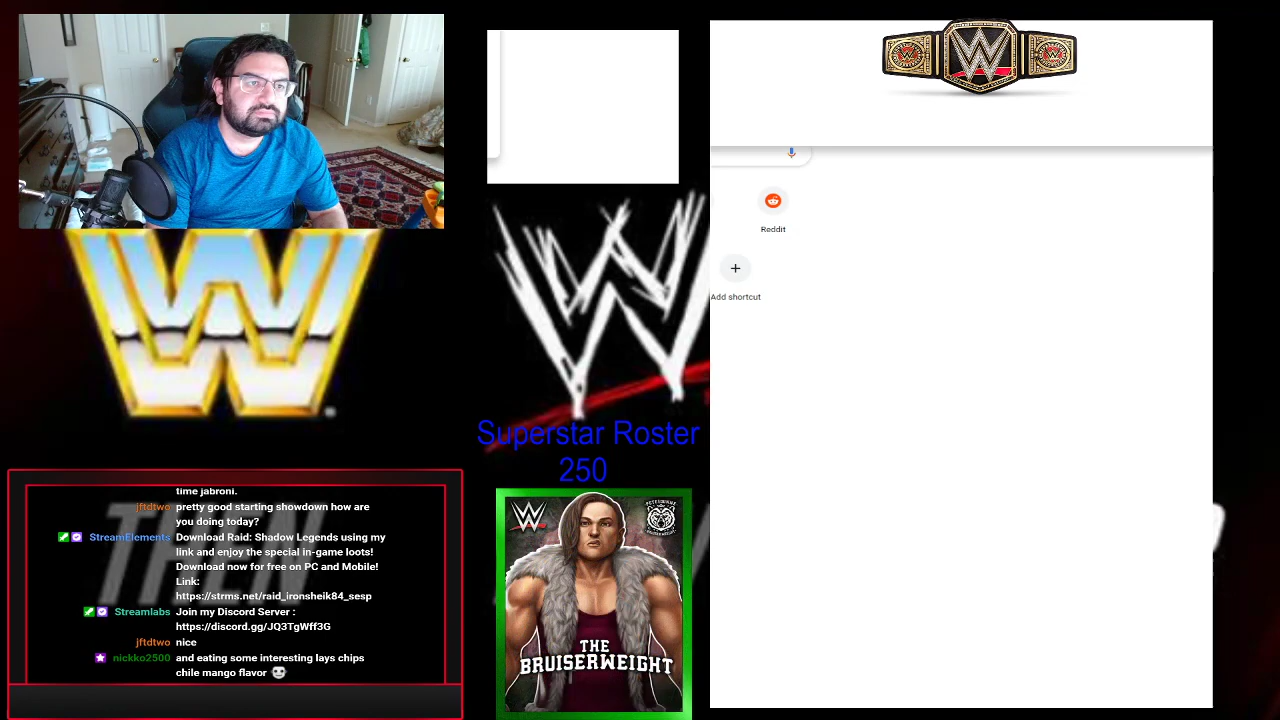 Reddit
Add shortcut
Superstar Roster
250
time jabroni.
jftdtwo pretty good starting showdown how are
you doing today?
StreamElements Download Raid: Shadow Legends using my
link and enjoy the special in-game loots!
Download now for free on PC and Mobile!
Link:
https://strms.net/raid_ironsheik84_sesp
Streamlabs Join my Discord Server :
https://discord.gg/JQ3TgWff3G
jftdtwo nice
nickko2500 and eating some interesting lays chips
chile mango flavor
THEN
THE
BRUISERWEIGHT